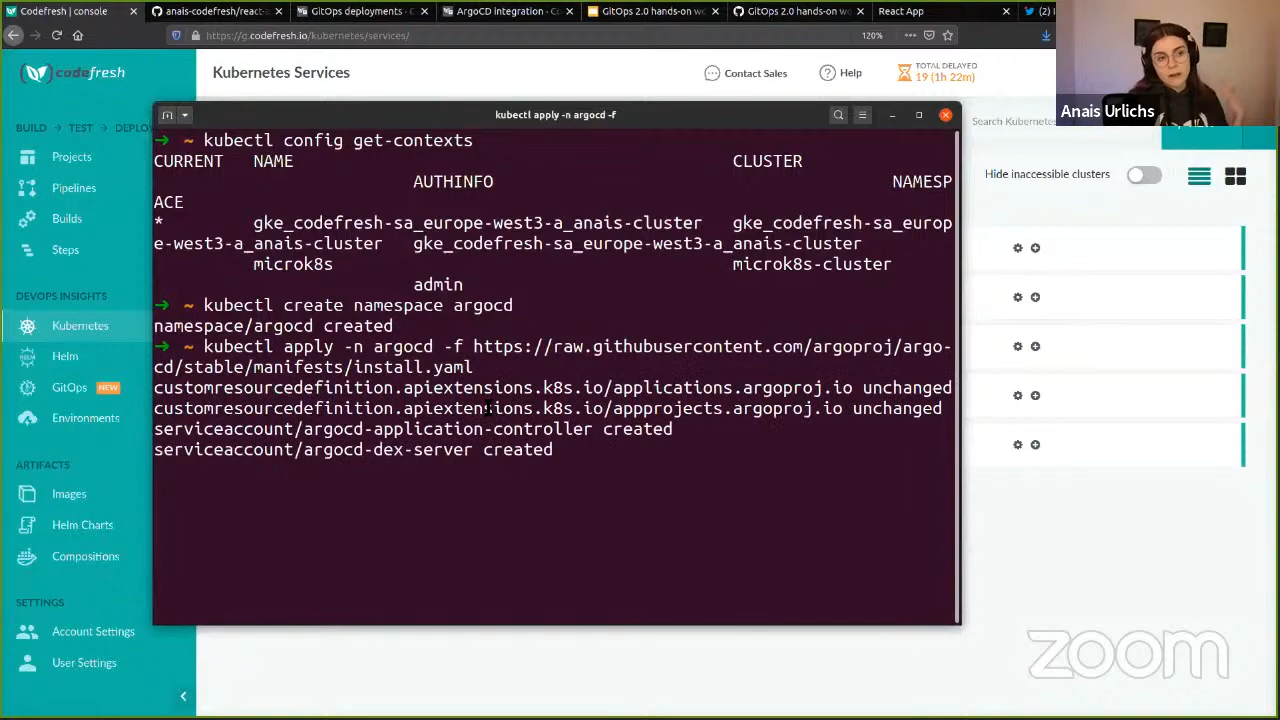 Codefresh | console
anais-codefresh/react-a
GitOps deployments - C
ArgoCD Integration - Co
GitOps 2.0 hands-on wo
GitOps 2.0 hands-on wo
React App
(2) I
https://g.codefresh.io/kubernetes/services/
120%
codefresh
Kubernetes Services
Contact Sales
Help
TOTAL DELAYED
19 (1h 22m)
Anais Urlichs
BUILD → TEST → DEPLO
Projects
Pipelines
Builds
Steps
DEVOPS INSIGHTS
Kubernetes
Helm
GitOps NEW
Environments
ARTIFACTS
Images
Helm Charts
Compositions
SETTINGS
Account Settings
User Settings
Search Kubernetes
Hide inaccessible clusters
kubectl apply -n argocd -f
→ ~ kubectl config get-contexts
CURRENT NAME CLUSTER
AUTHINFO NAMESP
ACE
* gke_codefresh-sa_europe-west3-a_anais-cluster gke_codefresh-sa_europ
e-west3-a_anais-cluster gke_codefresh-sa_europe-west3-a_anais-cluster
microk8s microk8s-cluster
admin
→ ~ kubectl create namespace argocd
namespace/argocd created
→ ~ kubectl apply -n argocd -f https://raw.githubusercontent.com/argoproj/argo-
cd/stable/manifests/install.yaml
customresourcedefinition.apiextensions.k8s.io/applications.argoproj.io unchanged
customresourcedefinition.apiextensions.k8s.io/appprojects.argoproj.io unchanged
serviceaccount/argocd-application-controller created
serviceaccount/argocd-dex-server created
zoom